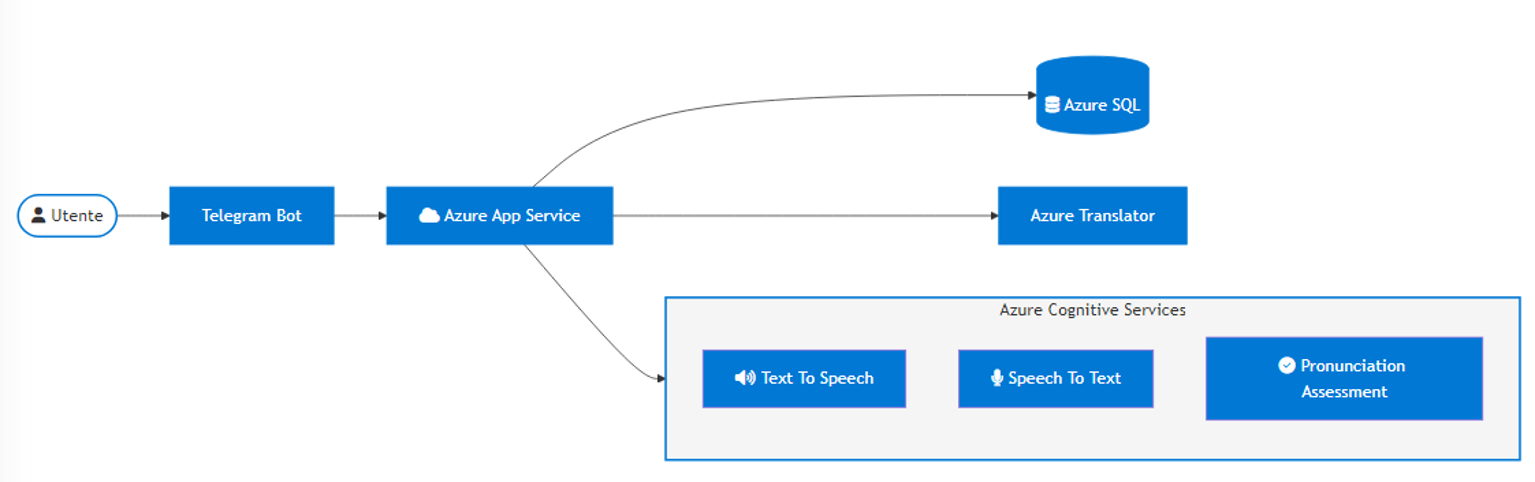 Azure SQL
Utente
Telegram Bot
Azure App Service
Azure Translator
Azure Cognitive Services
Text To Speech
Speech To Text
Pronunciation
Assessment